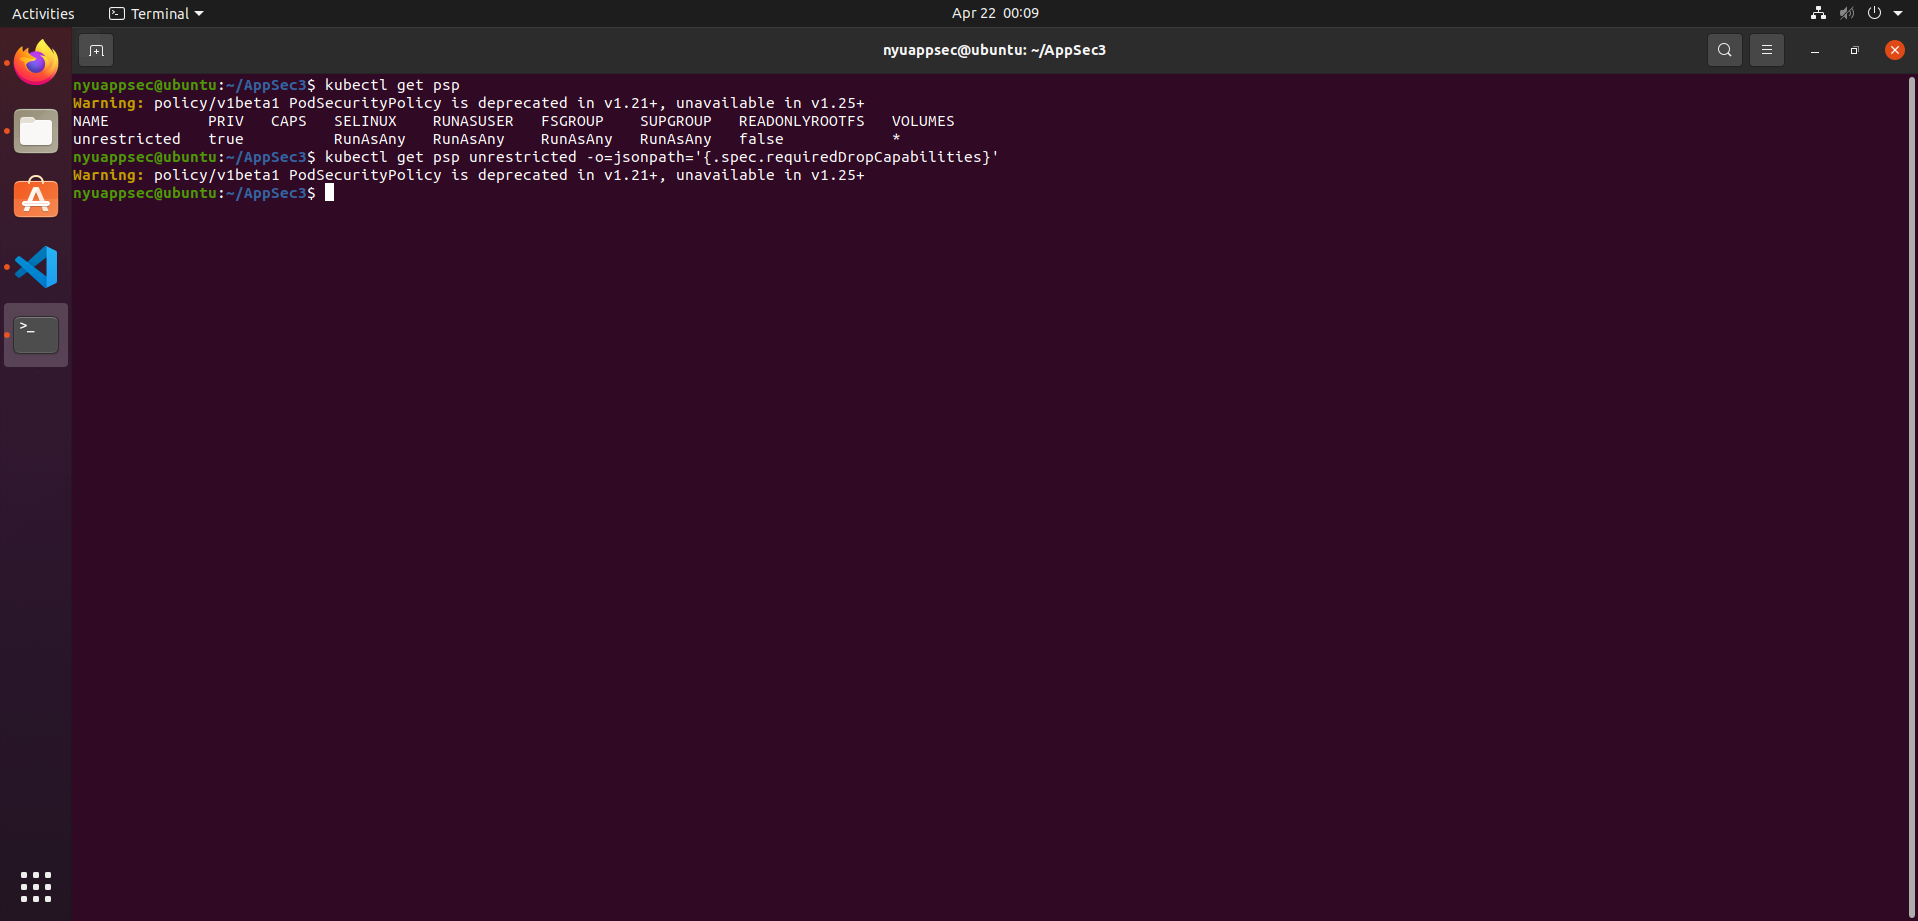 Activities Terminal Apr 22 00:09
nyuappsec@ubuntu: ~/AppSec3
nyuappsec@ubuntu:~/AppSec3$ kubectl get psp
Warning: policy/v1beta1 PodSecurityPolicy is deprecated in v1.21+, unavailable in v1.25+
NAME PRIV CAPS SELINUX RUNASUSER FSGROUP SUPGROUP READONLYROOTFS VOLUMES
unrestricted true RunAsAny RunAsAny RunAsAny RunAsAny false *
nyuappsec@ubuntu:~/AppSec3$ kubectl get psp unrestricted -o=jsonpath='{.spec.requiredDropCapabilities}'
Warning: policy/v1beta1 PodSecurityPolicy is deprecated in v1.21+, unavailable in v1.25+
nyuappsec@ubuntu:~/AppSec3$